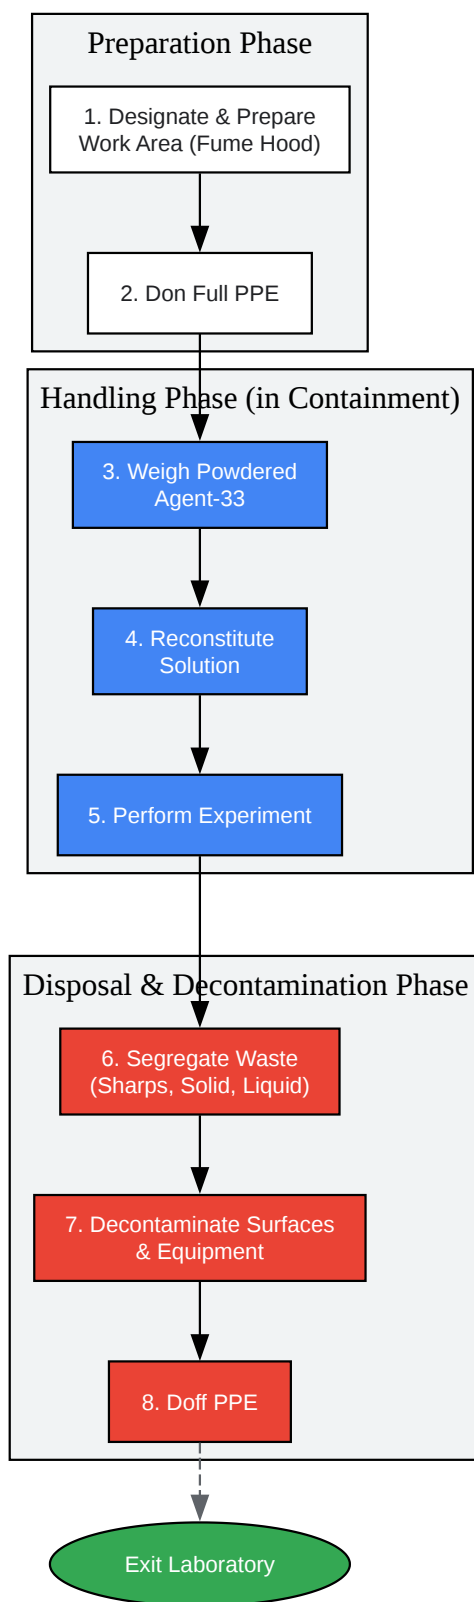 Preparation Phase
1. Designate & Prepare
Work Area (Fume Hood)
2. Don Full PPE
Handling Phase (in Containment)
3. Weigh Powdered
Agent-33
4. Reconstitute
Solution
5. Perform Experiment
Disposal & Decontamination Phase
6. Segregate Waste
(Sharps, Solid, Liquid)
7. Decontaminate Surfaces
& Equipment
8. Doff PPE
Exit Laboratory